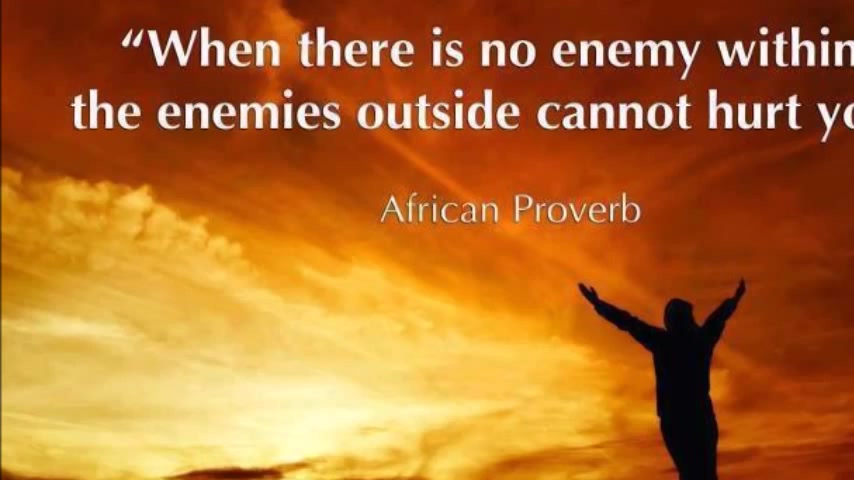 “When there is no enemy within
the enemies outside cannot hurt yo
African Proverb